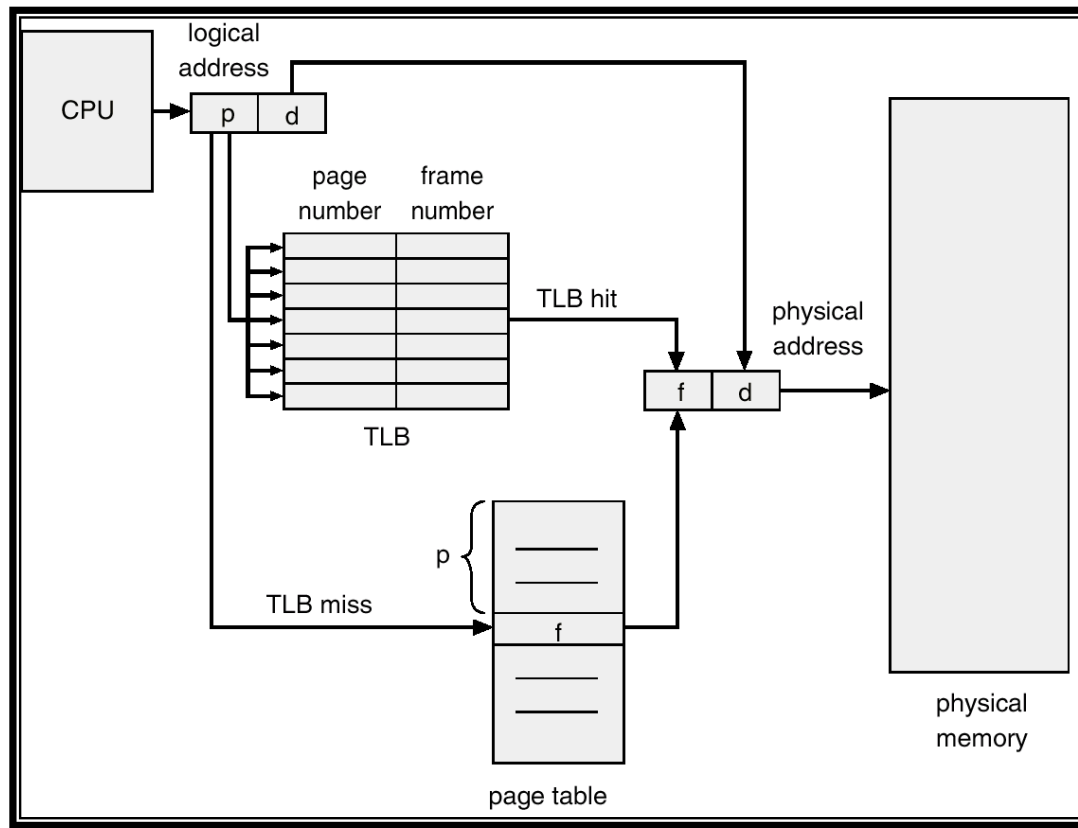 logical
address
CPU
p d
page
number
frame
number
TLB hit
physical
address
f d
TLB
p
TLB miss
f
physical
memory
page table